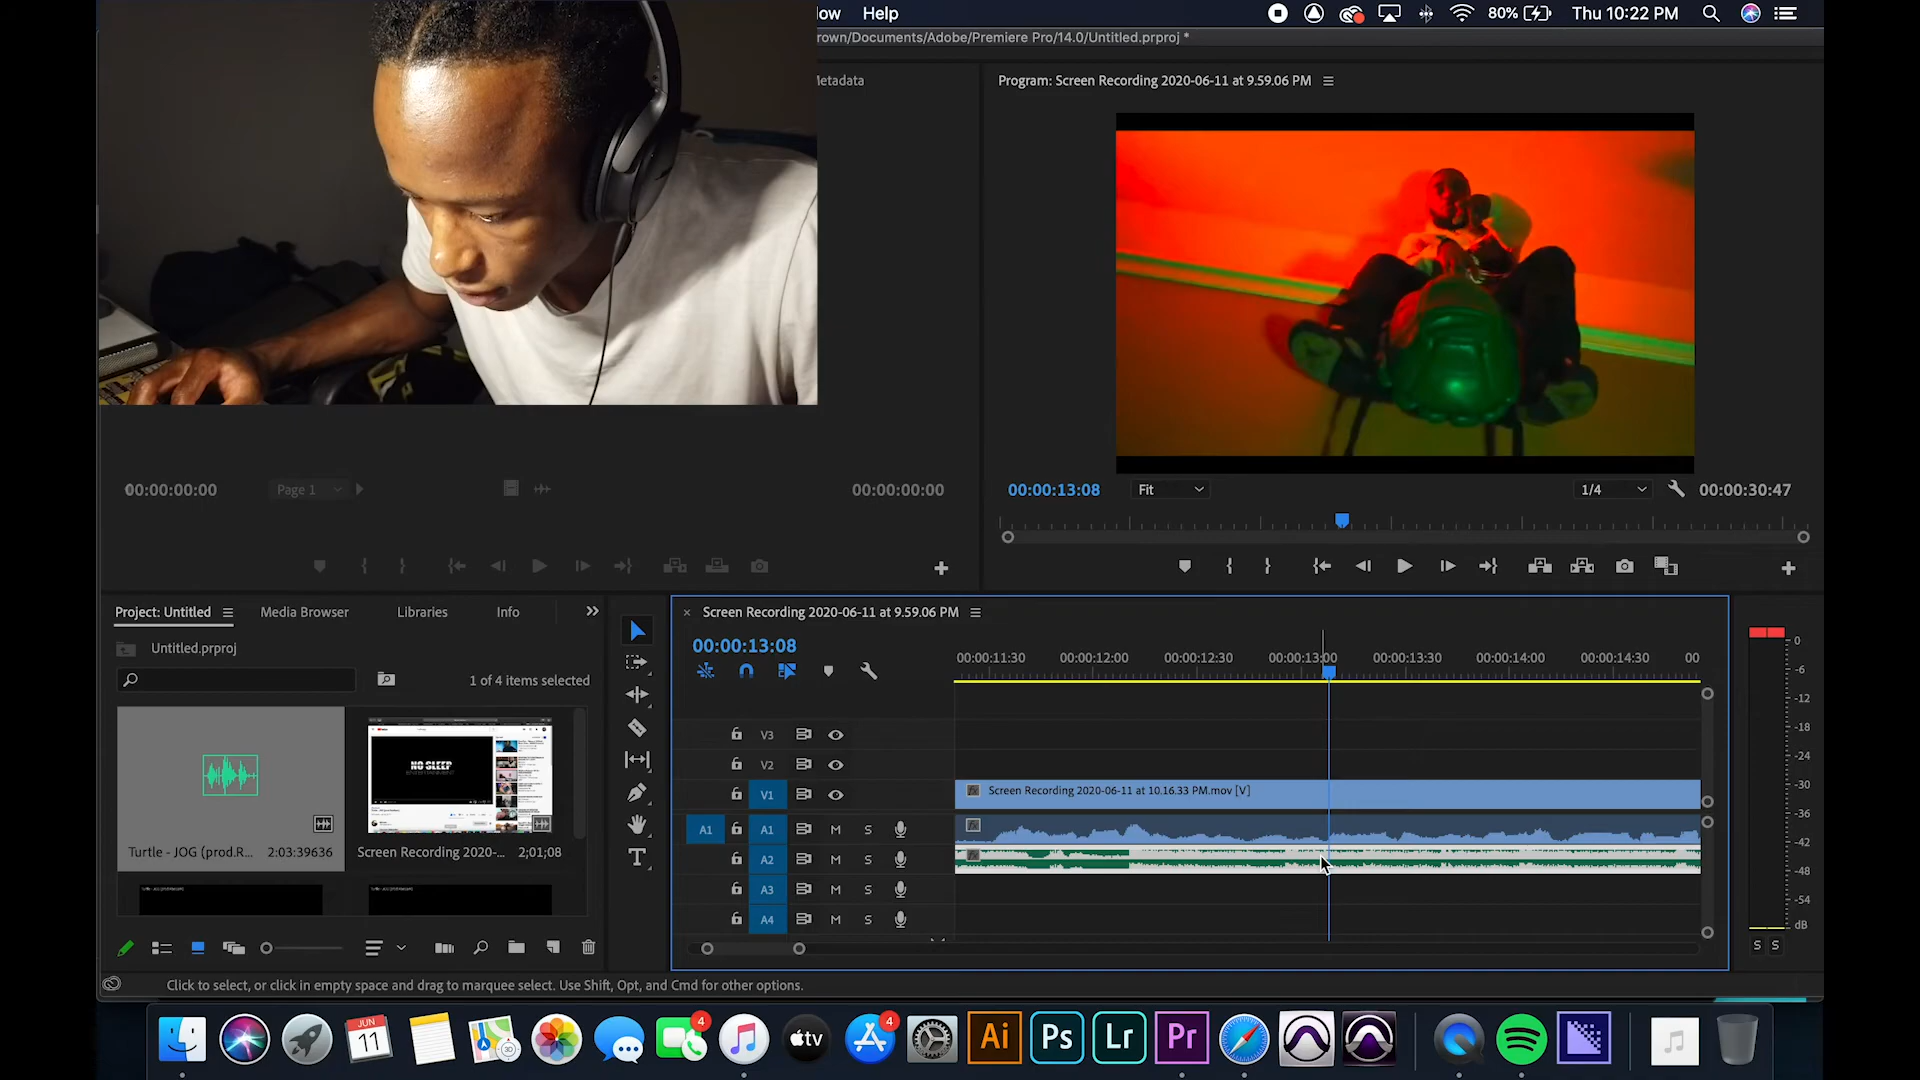 low Help 80% Thu 10:22 PM
rown/Documents/Adobe/Premiere Pro/14.0/Untitled.prproj *
Metadata
Program: Screen Recording 2020-06-11 at 9.59.06 PM
00:00:00:00 Page 1 00:00:00:00
00:00:13:08 Fit 1/4 00:00:30:47
Project: Untitled Media Browser Libraries Info
Untitled.prproj
1 of 4 items selected
NO SLEEP
Turtle - JOG (prod.R... 2:03:39636
Screen Recording 2020-... 2;01;08
Screen Recording 2020-06-11 at 9.59.06 PM
00:00:13:08
00:00:11:30 00:00:12:00 00:00:12:30 00:00:13:00 00:00:13:30 00:00:14:00 00:00:14:30 00
V3
V2
V1 fx Screen Recording 2020-06-11 at 10.16.33 PM.mov [V]
A1 A1 M S
A2 M S
A3 M S
A4 M S
0
-6
-12
-18
-24
-30
-36
-42
-48
-54
dB
S S
Click to select, or click in empty space and drag to marquee select. Use Shift, Opt, and Cmd for other options.
JUN
11
4
tv
4
Ai Ps Lr Pr